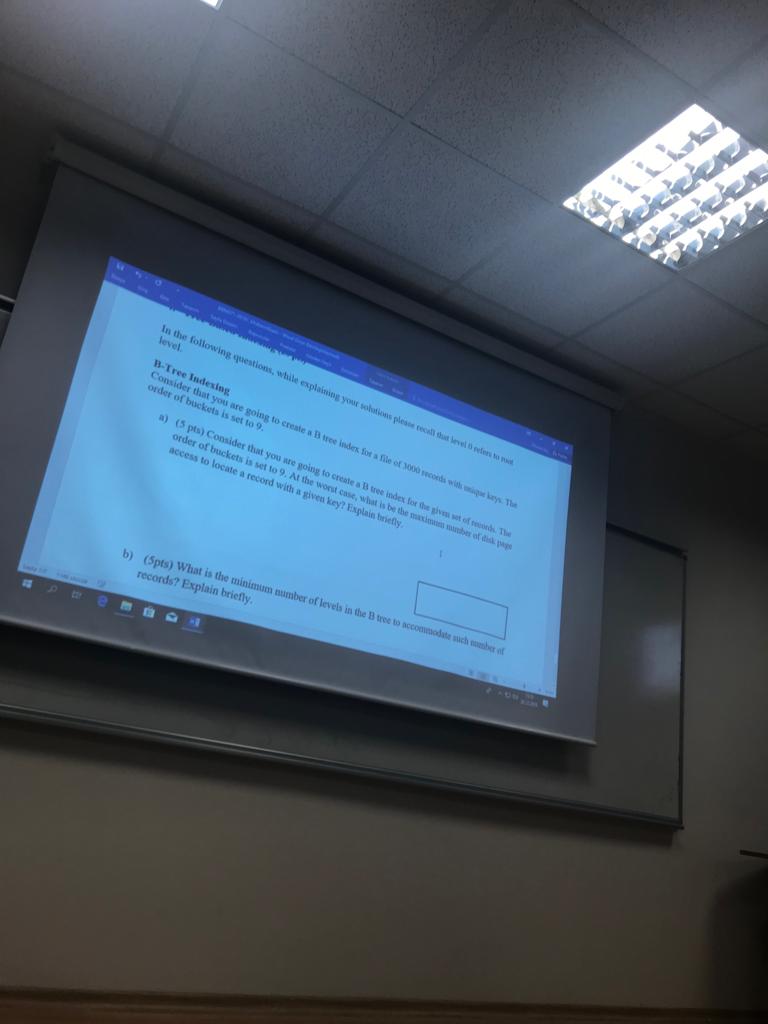 In the following questions, while explaining your solutions please recall that level 0 refers to root
level.
B-Tree Indexing
Consider that you are going to create a B tree index for a file of 3000 records with unique keys. The
order of buckets is set to 9.
a) (5 pts) Consider that you are going to create a B tree index for the given set of records. The
order of buckets is set to 9. At the worst case, what is be the maximum number of disk page
access to locate a record with a given key? Explain briefly.
b) (5pts) What is the minimum number of levels in the B tree to accommodate such number of
records? Explain briefly.